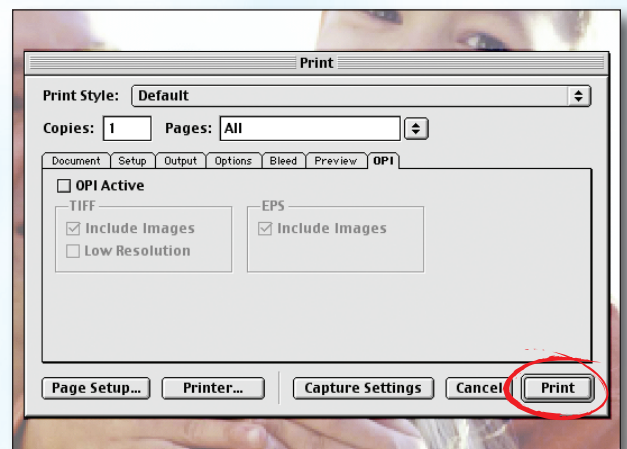 Print
Print Style: Default
Copies: 1 Pages: All
Document Setup Output Options Bleed Preview OPI
OPI Active
TIFF EPS
Include Images Include Images
Low Resolution
Page Setup... Printer... Capture Settings Cancel Print